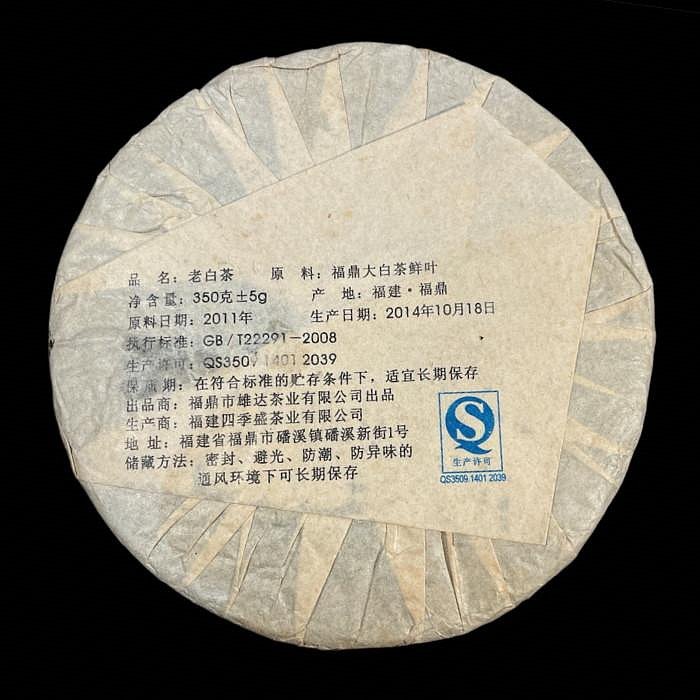 品 名：老白茶 原 料：福鼎大白茶鲜叶
净含量：350克±5g 产 地：福建·福鼎
原料日期：2011年 生产日期：2014年10月18日
执行标准：GB/T22291-2008
生产许可：QS3509 1401 2039
保质期：在符合标准的贮存条件下，适宜长期保存
出品商：福鼎市雄达茶业有限公司出品
生产商：福建四季盛茶业有限公司
地 址：福建省福鼎市磻溪镇磻溪新街1号
储藏方法：密封、避光、防潮、防异味的
通风环境下可长期保存
生产许可
QS3509 1401 2039